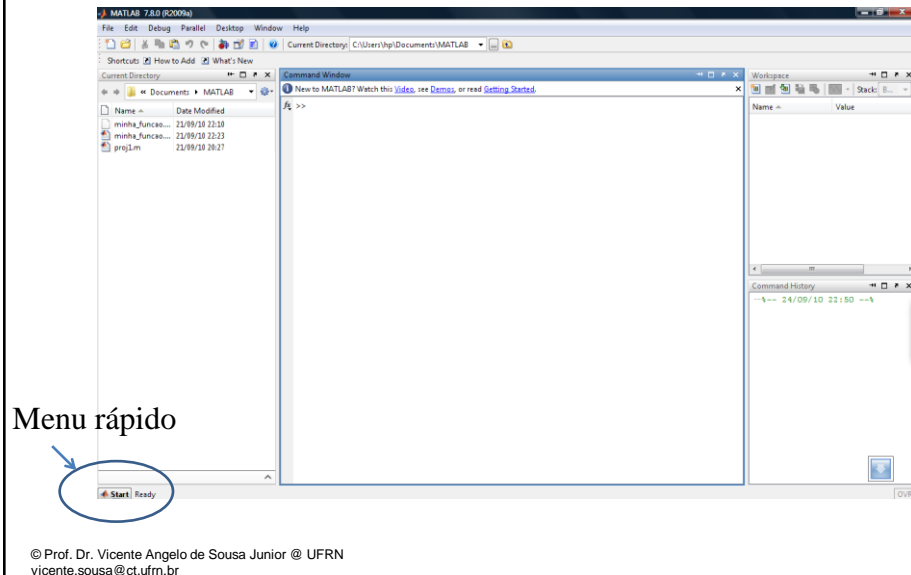 MATLAB 7.8.0 (R2009a)
File Edit Debug Parallel Desktop Window Help
Current Directory: C:\Users\hp\Documents\MATLAB
Shortcuts How to Add What's New
Current Directory
« Documents MATLAB
Name Date Modified
minha_funcao.... 21/09/10 22:10
minha_funcao.... 21/09/10 22:23
proj1.m 21/09/10 20:27
Command Window
New to MATLAB? Watch this Video, see Demos, or read Getting Started.
fx >>
Workspace
Stack: B...
Name Value
Command History
--%-- 24/09/10 22:50 --%
Menu rápido
Start Ready
OVR
© Prof. Dr. Vicente Angelo de Sousa Junior @ UFRN
vicente.sousa@ct.ufrn.br